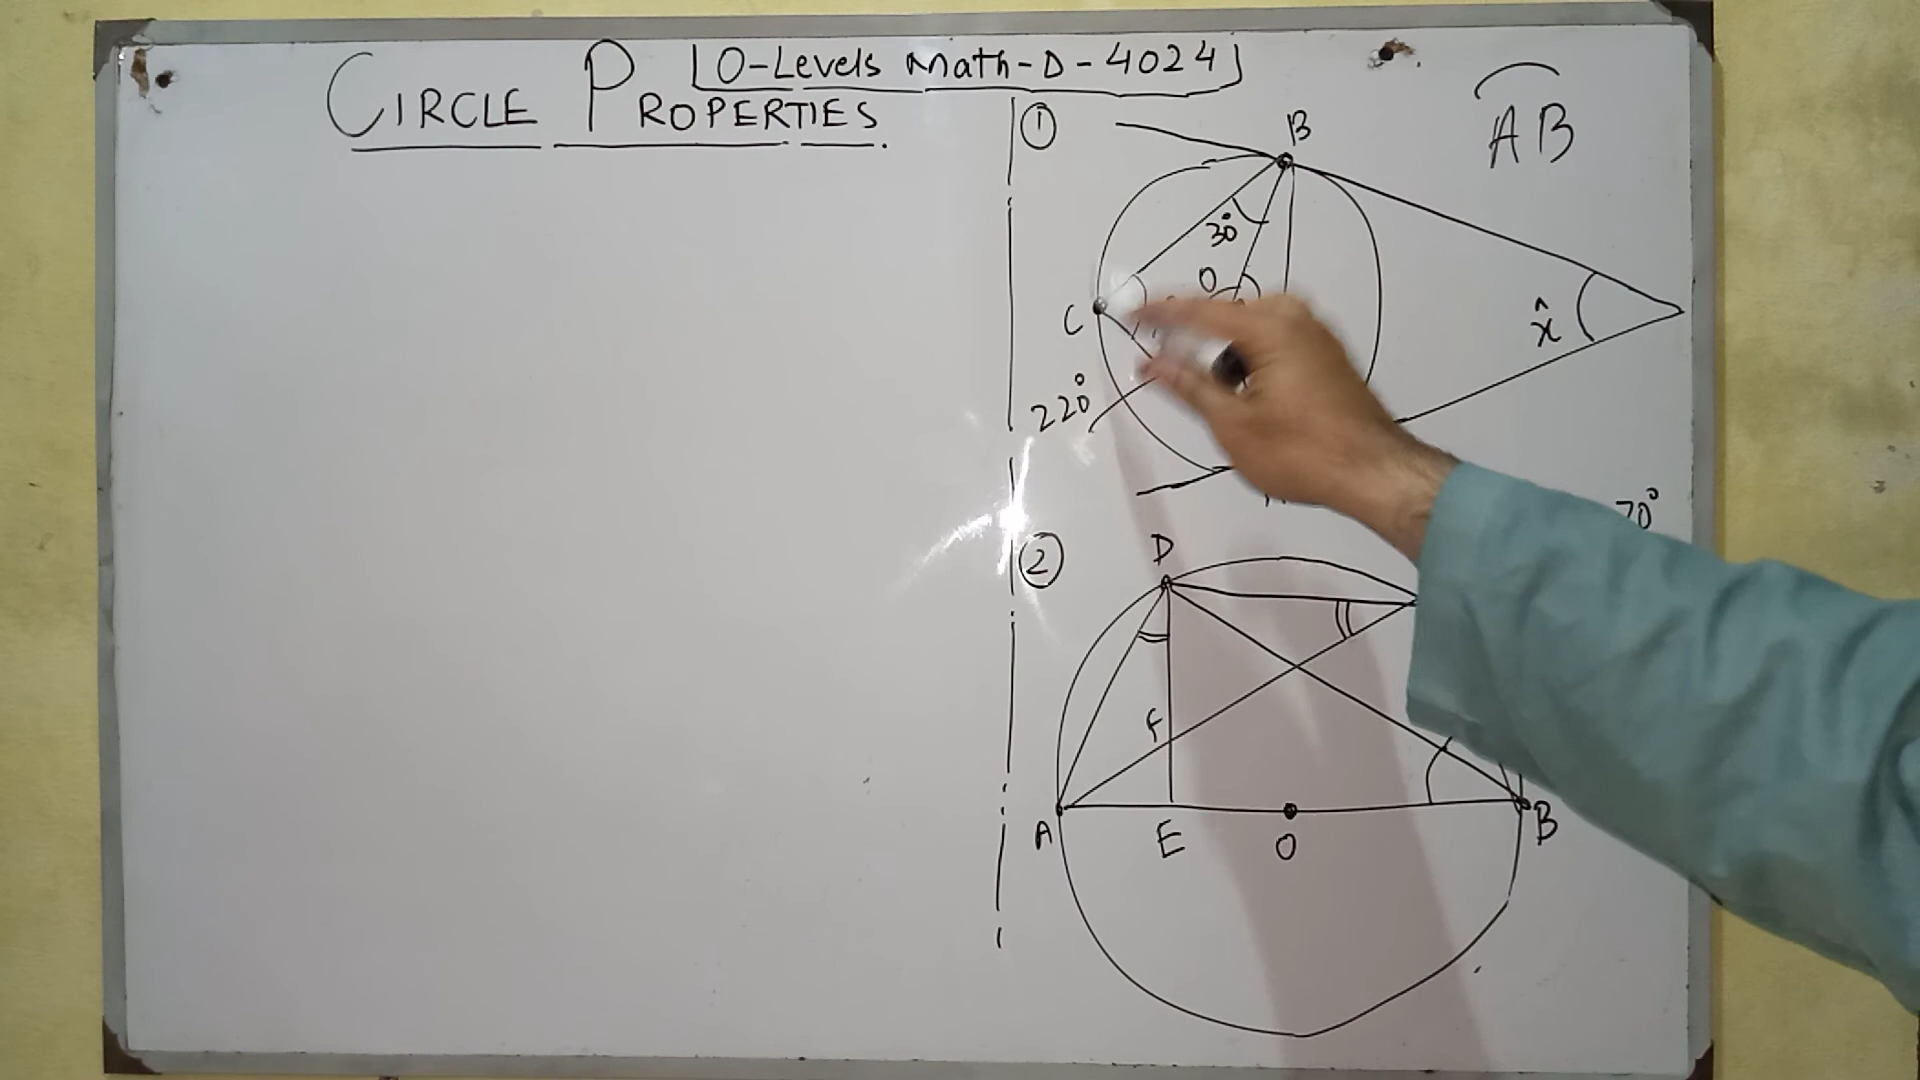 [O-Levels Math-D-4024]
CIRCLE PROPERTIES.
①
B
AB
30°
O
x̂
C
220°
70°
②
D
F
A
E
O
B